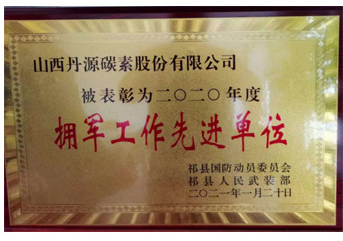 山西丹源碳素股份有限公司
被表彰为二〇二〇年度
拥军工作先进单位
祁县国防动员委员会
祁县人民武装部
二〇二一年一月二十日